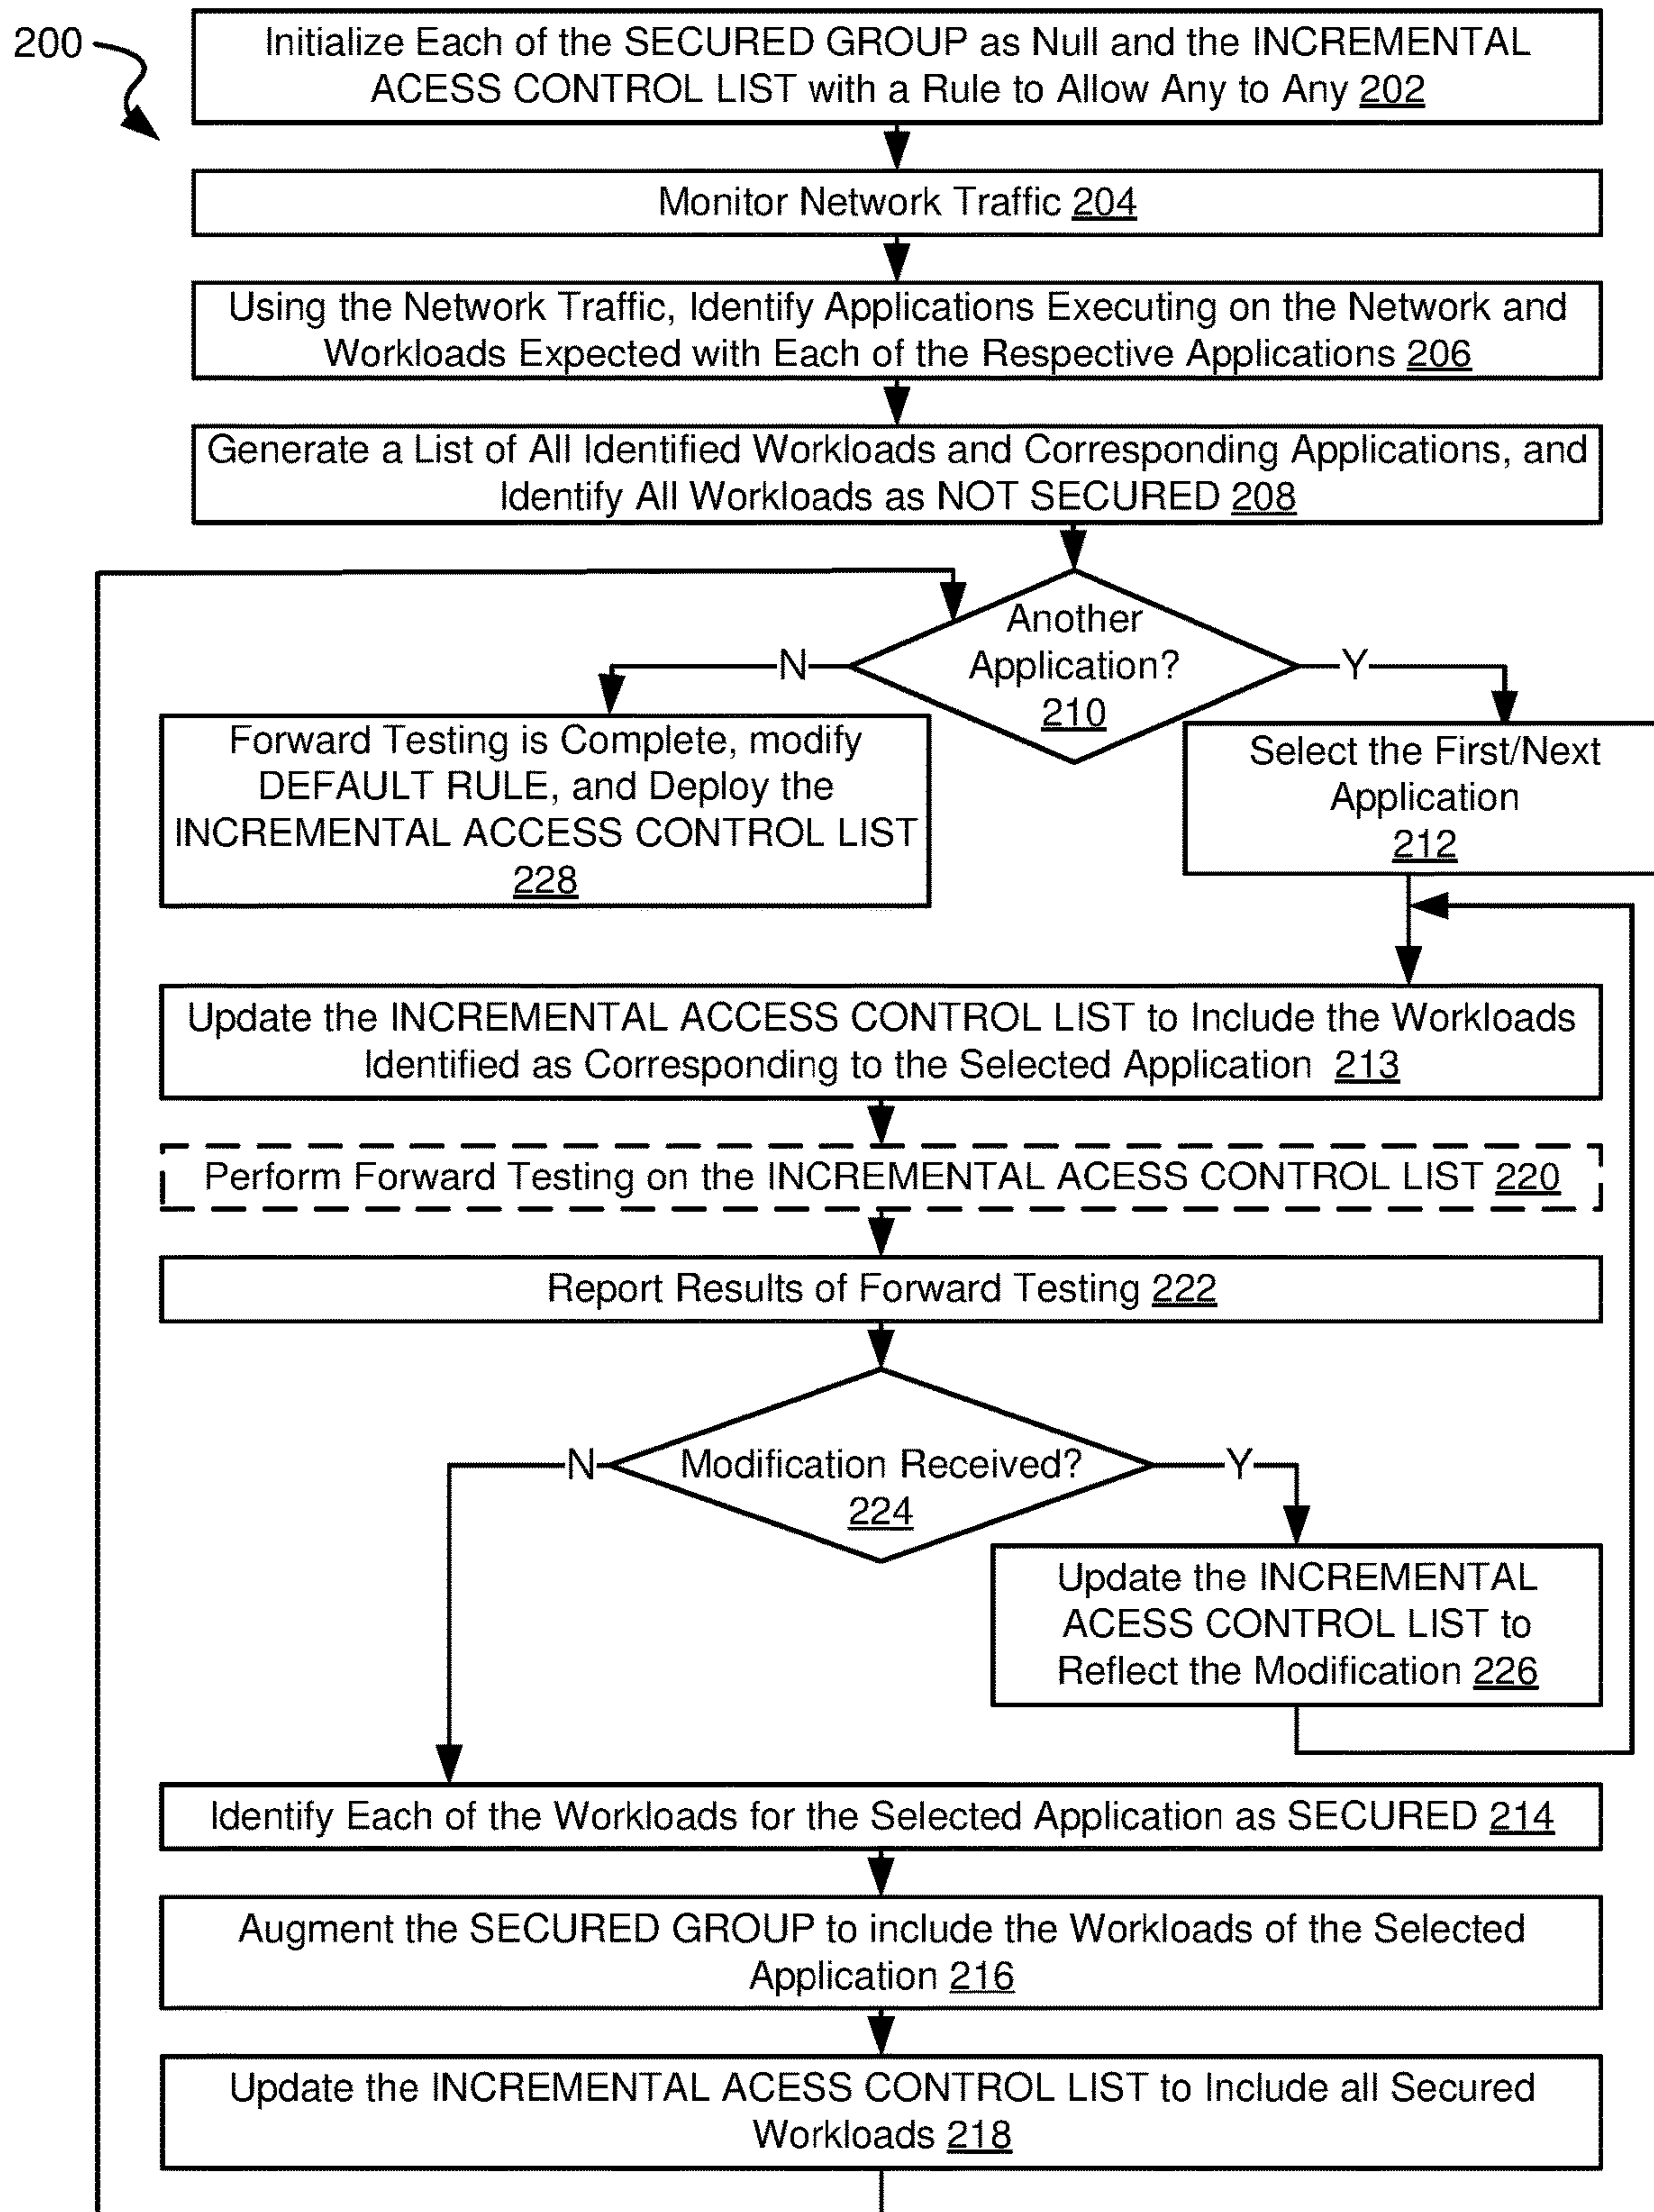 200
Initialize Each of the SECURED GROUP as Null and the INCREMENTAL
ACESS CONTROL LIST with a Rule to Allow Any to Any 202
Monitor Network Traffic 204
Using the Network Traffic, Identify Applications Executing on the Network and
Workloads Expected with Each of the Respective Applications 206
Generate a List of All Identified Workloads and Corresponding Applications, and
Identify All Workloads as NOT SECURED 208
Another
Application?
210
N
Y
Forward Testing is Complete, modify
DEFAULT RULE, and Deploy the
INCREMENTAL ACCESS CONTROL LIST
228
Select the First/Next
Application
212
Update the INCREMENTAL ACCESS CONTROL LIST to Include the Workloads
Identified as Corresponding to the Selected Application 213
Perform Forward Testing on the INCREMENTAL ACESS CONTROL LIST 220
Report Results of Forward Testing 222
N
Modification Received?
224
Y
Update the INCREMENTAL
ACESS CONTROL LIST to
Reflect the Modification 226
Identify Each of the Workloads for the Selected Application as SECURED 214
Augment the SECURED GROUP to include the Workloads of the Selected
Application 216
Update the INCREMENTAL ACESS CONTROL LIST to Include all Secured
Workloads 218